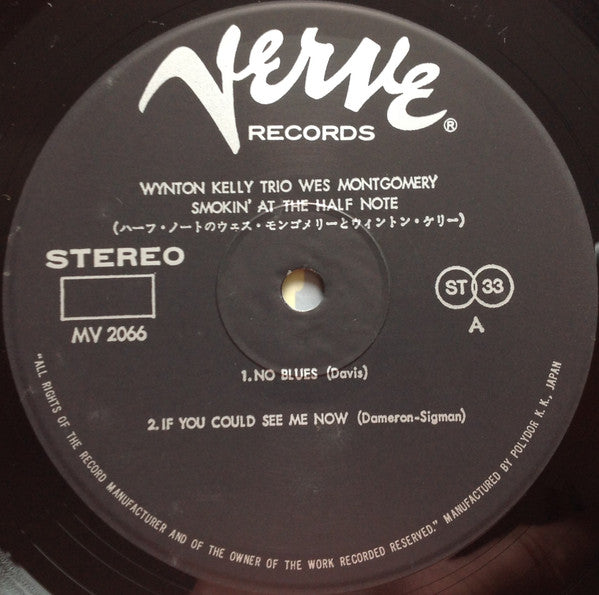 Verve
RECORDS ®
WYNTON KELLY TRIO WES MONTGOMERY
SMOKIN' AT THE HALF NOTE
(ハーフ・ノートのウェス・モンゴメリーとウィントン・ケリー)
STEREO
MV 2066
ST 33
A
1. NO BLUES (Davis)
2. IF YOU COULD SEE ME NOW (Dameron-Sigman)
"ALL RIGHTS OF THE RECORD MANUFACTURER AND OF THE OWNER OF THE WORK RECORDED RESERVED." MANUFACTURED BY POLYDOR K. K., JAPAN